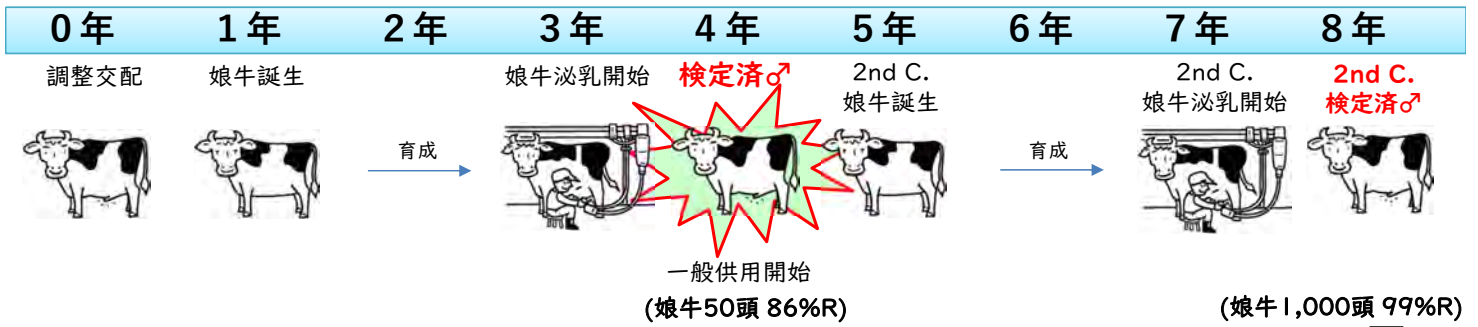 0年 1年 2年 3年 4年 5年 6年 7年 8年
調整交配 娘牛誕生 娘牛泌乳開始 検定済♂ 2nd C. 2nd C. 2nd C.
娘牛誕生 娘牛泌乳開始 検定済♂
育成 育成
一般供用開始
(娘牛50頭 86%R) (娘牛1,000頭 99%R)